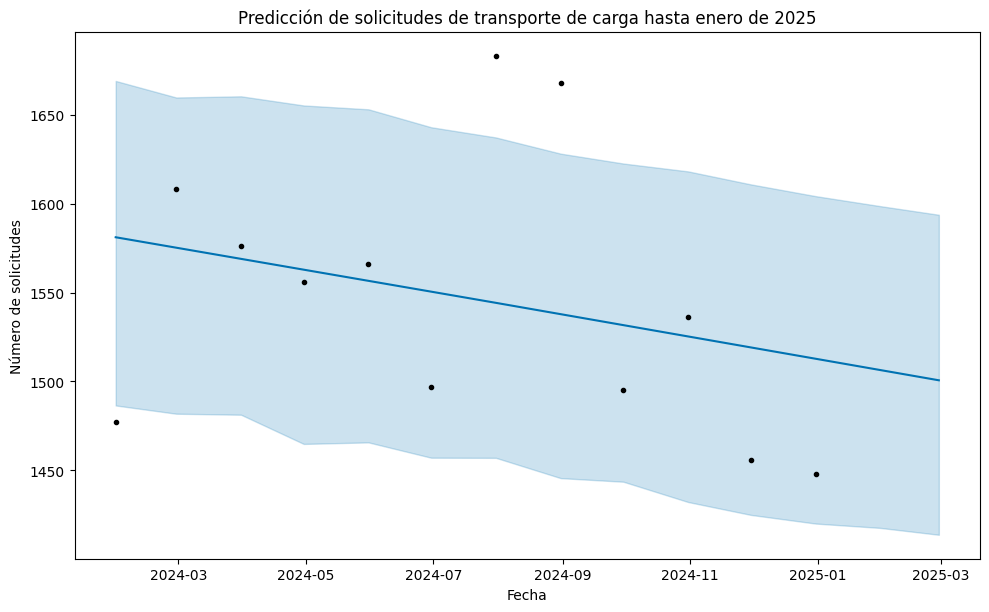 Predicción de solicitudes de transporte de carga hasta enero de 2025
Número de solicitudes
1650
1600
1550
1500
1450
2024-03 2024-05 2024-07 2024-09 2024-11 2025-01 2025-03
Fecha